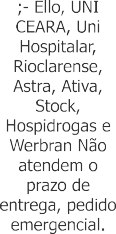 ;- Ello, UNI
CEARA, Uni
Hospitalar,
Rioclarense,
Astra, Ativa,
Stock,
Hospidrogas e
Werbran Não
atendem o
prazo de
entrega, pedido
emergencial.